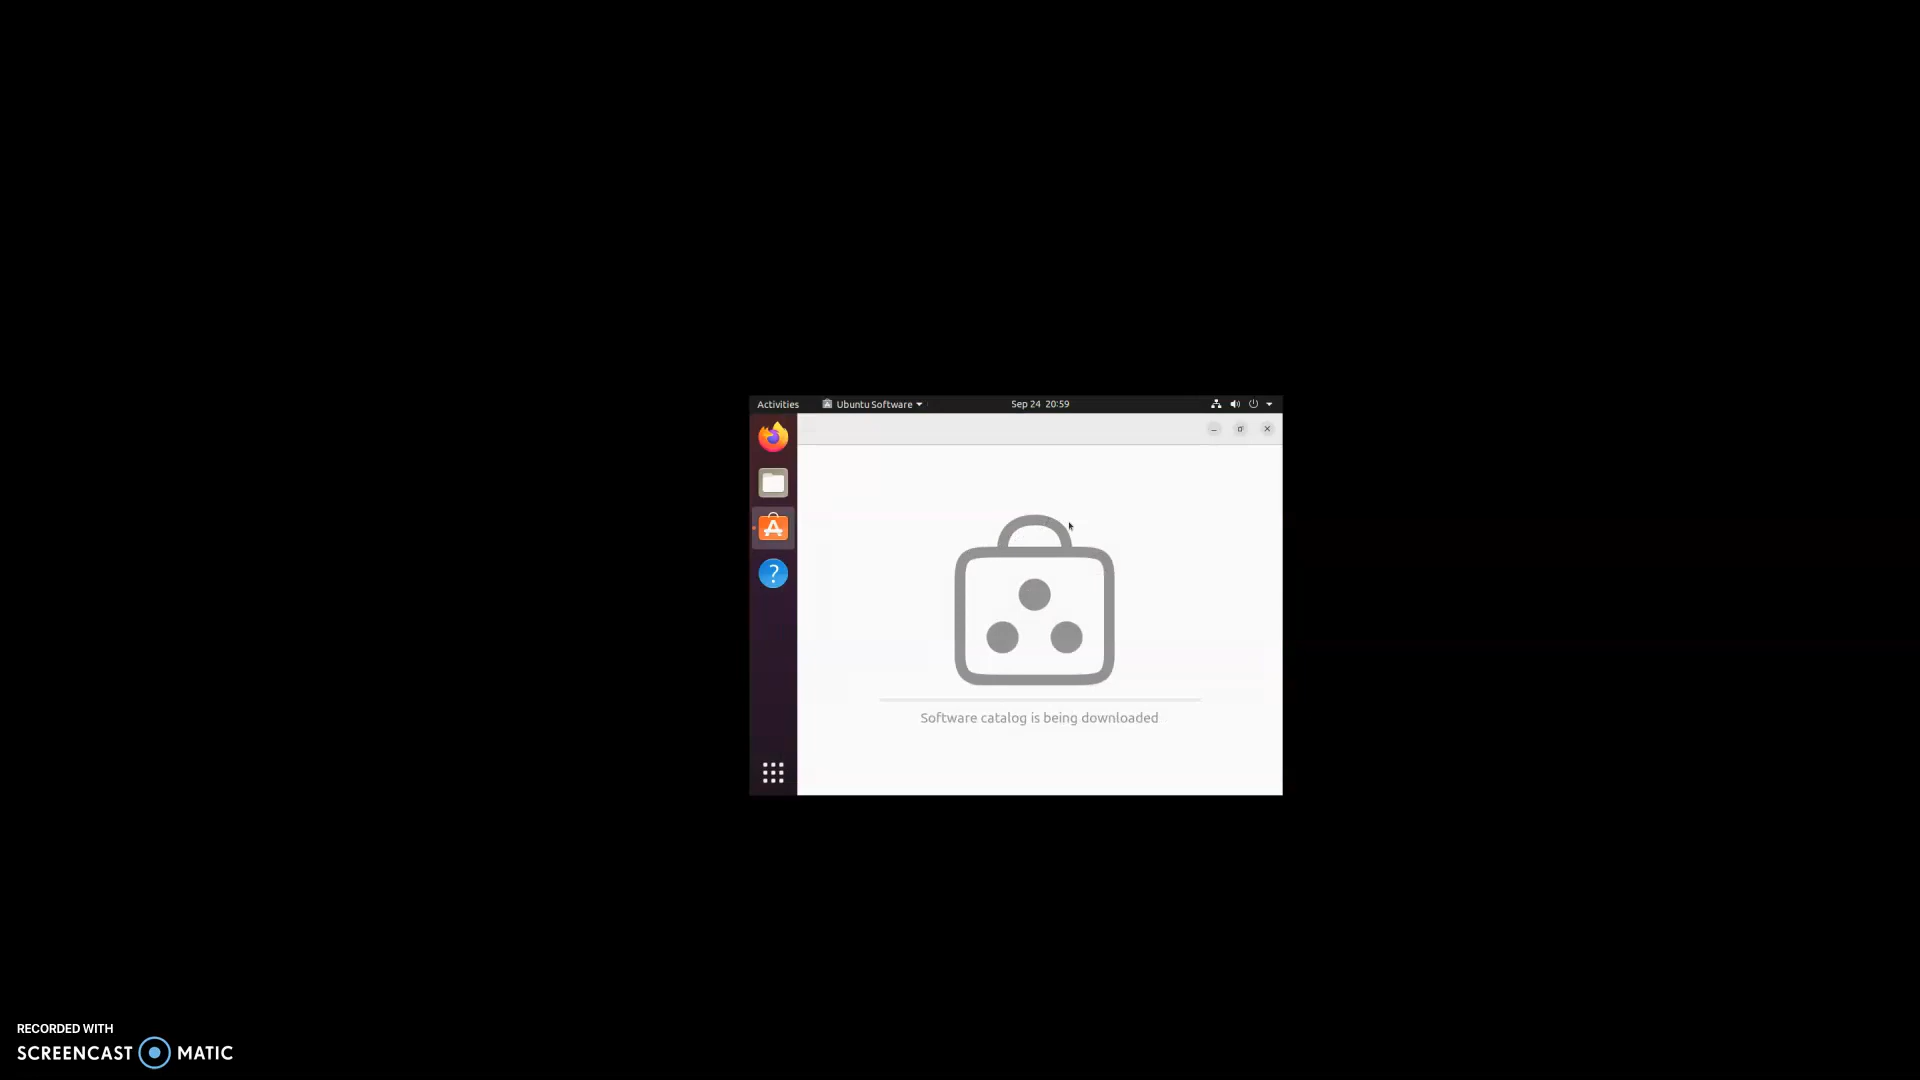 Activities Ubuntu Software Sep 24 20:59
Software catalog is being downloaded
RECORDED WITH
SCREENCAST MATIC